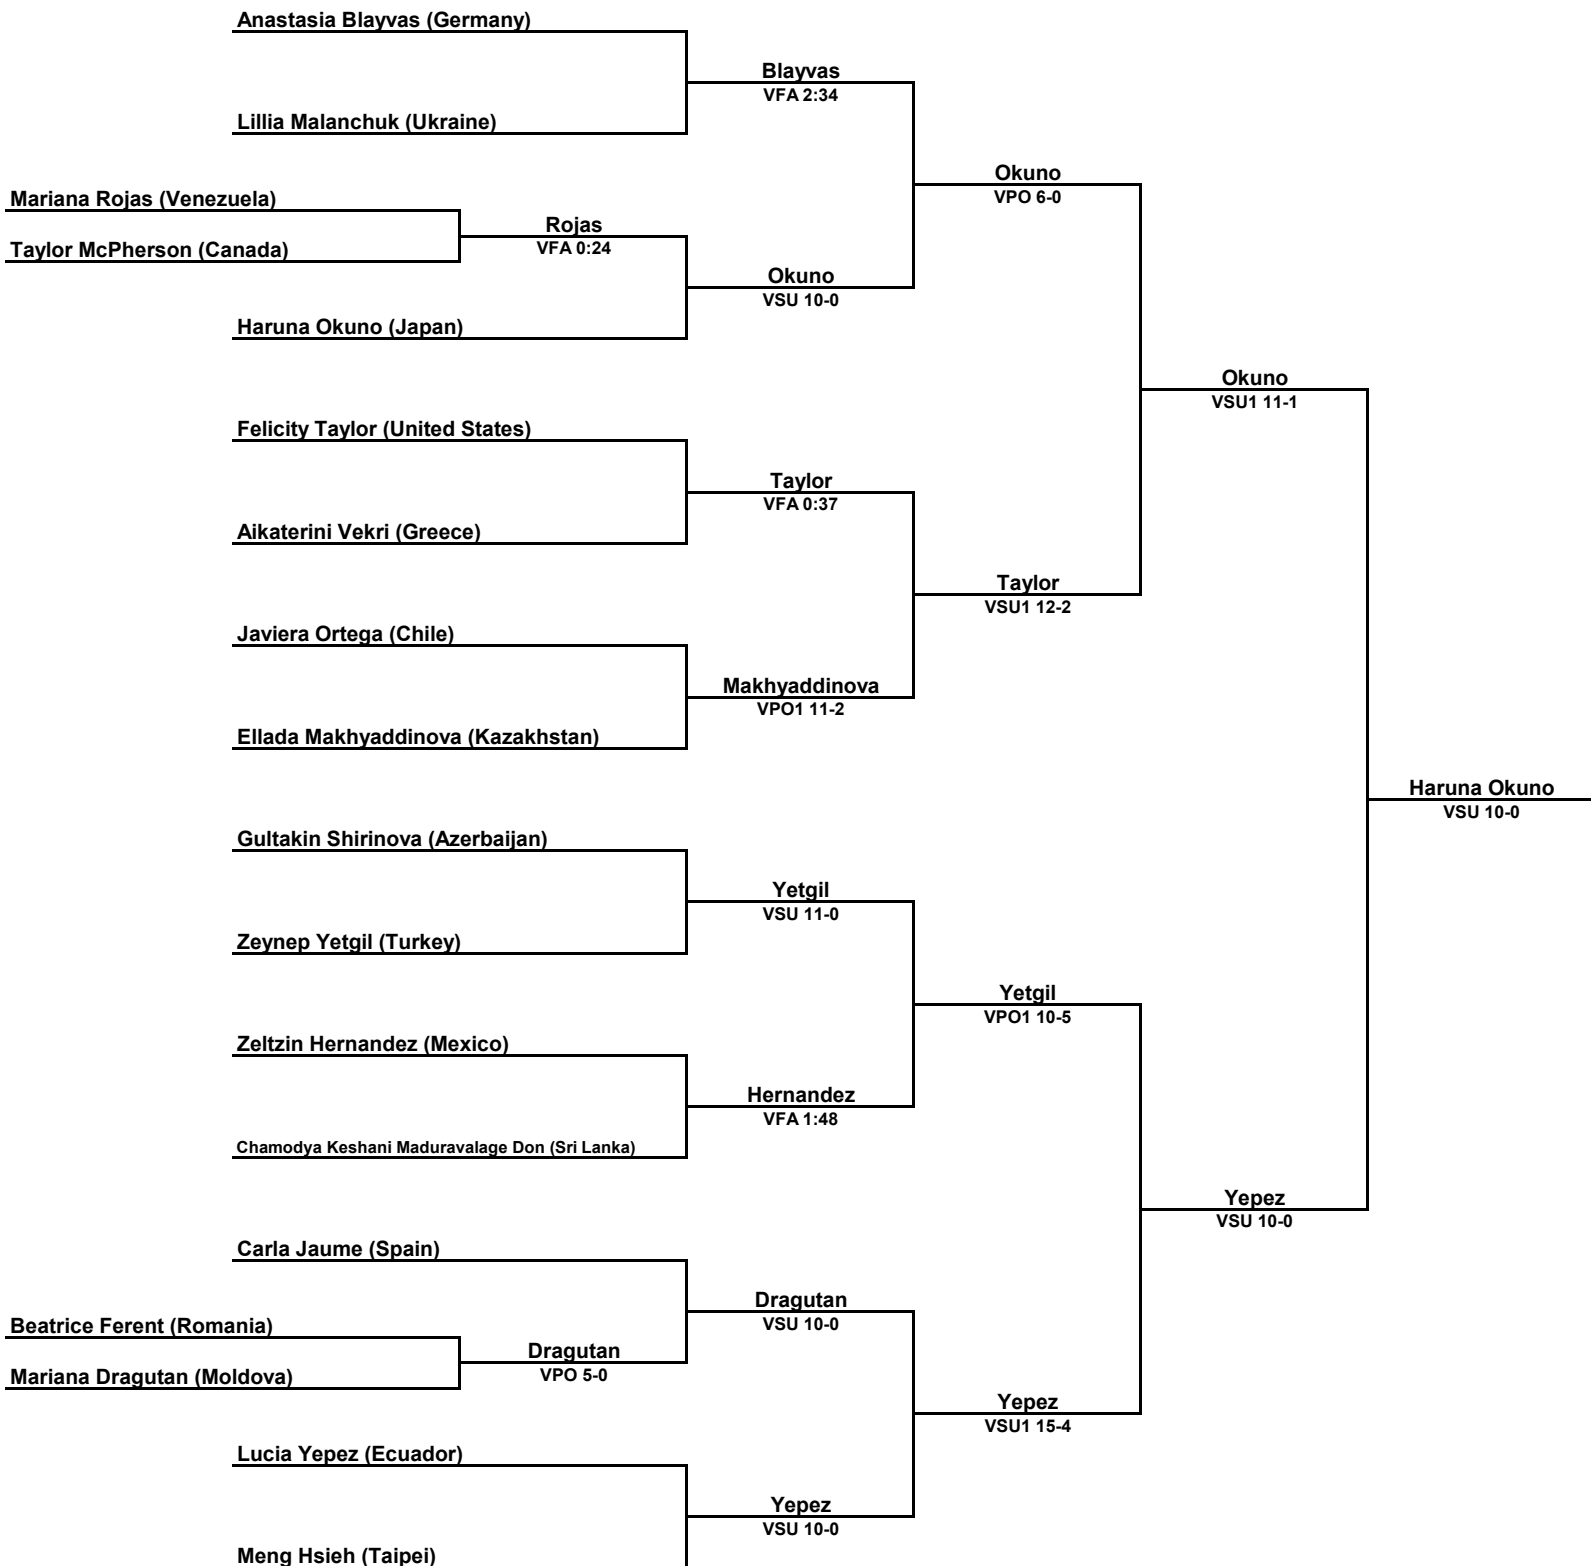 Anastasia Blayvas (Germany)
Blayvas
VFA 2:34
Lillia Malanchuk (Ukraine)
Okuno
VPO 6-0
Mariana Rojas (Venezuela)
Rojas
VFA 0:24
Taylor McPherson (Canada)
Okuno
VSU 10-0
Haruna Okuno (Japan)
Okuno
VSU1 11-1
Felicity Taylor (United States)
Taylor
VFA 0:37
Aikaterini Vekri (Greece)
Taylor
VSU1 12-2
Javiera Ortega (Chile)
Makhyaddinova
VPO1 11-2
Ellada Makhyaddinova (Kazakhstan)
Haruna Okuno
VSU 10-0
Gultakin Shirinova (Azerbaijan)
Yetgil
VSU 11-0
Zeynep Yetgil (Turkey)
Yetgil
VPO1 10-5
Zeltzin Hernandez (Mexico)
Hernandez
VFA 1:48
Chamodya Keshani Maduravalage Don (Sri Lanka)
Yepez
VSU 10-0
Carla Jaume (Spain)
Dragutan
VSU 10-0
Beatrice Ferent (Romania)
Dragutan
VPO 5-0
Mariana Dragutan (Moldova)
Yepez
VSU1 15-4
Lucia Yepez (Ecuador)
Yepez
VSU 10-0
Meng Hsieh (Taipei)